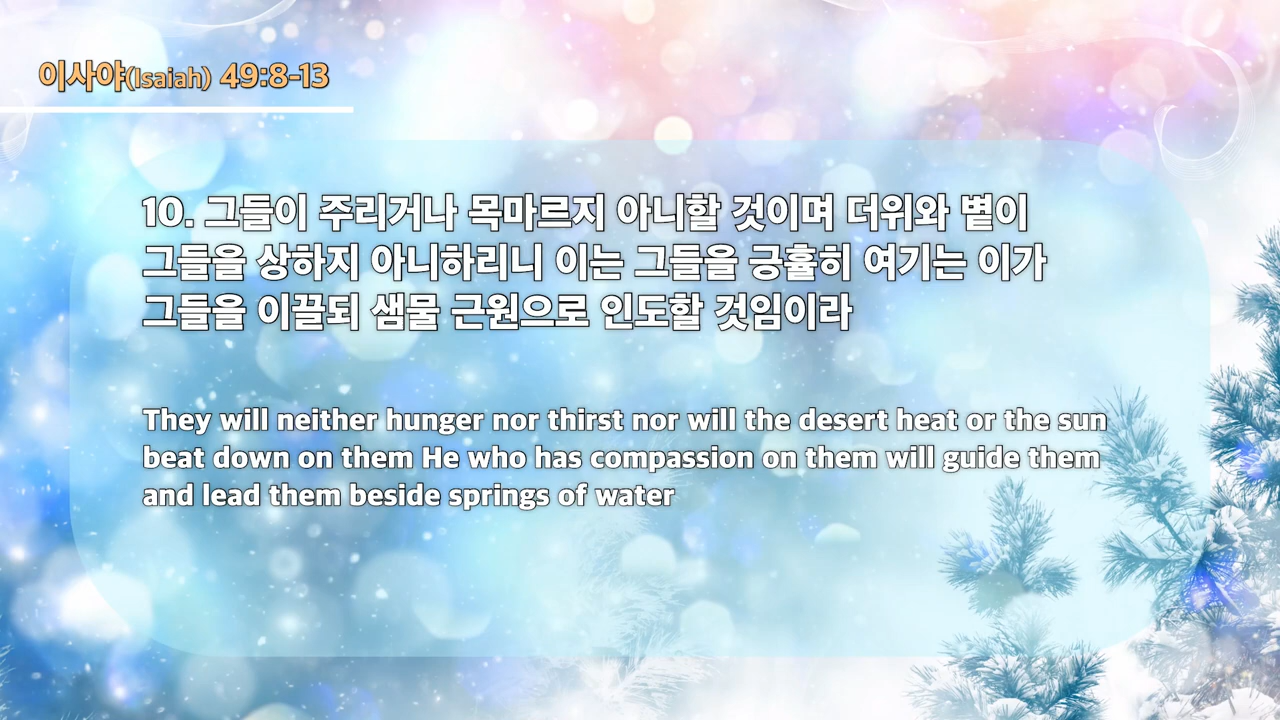 이사야(Isaiah) 49:8-13
10. 그들이 주리거나 목마르지 아니할 것이며 더위와 볕이
그들을 상하지 아니하리니 이는 그들을 긍휼히 여기는 이가
그들을 이끌되 샘물 근원으로 인도할 것임이라
They will neither hunger nor thirst nor will the desert heat or the sun
beat down on them He who has compassion on them will guide them
and lead them beside springs of water